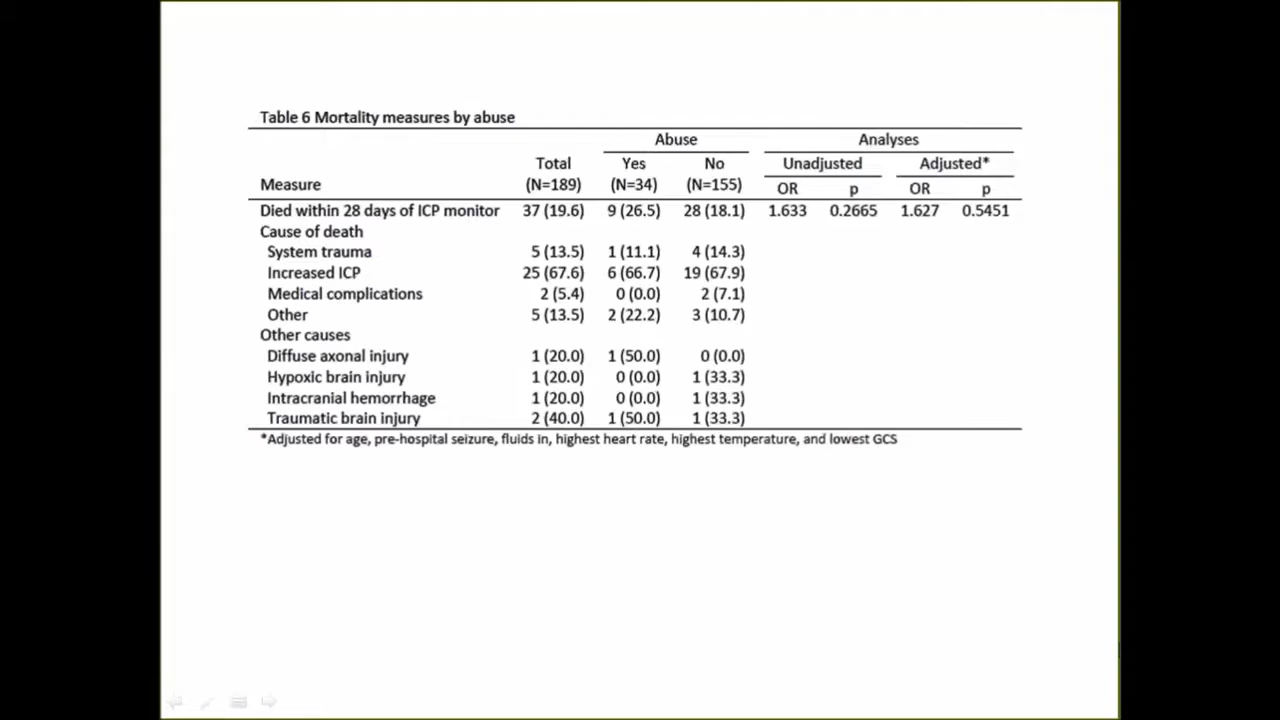 Table 6 Mortality measures by abuse
Abuse Analyses
Total Yes No Unadjusted Adjusted*
Measure (N=189) (N=34) (N=155) OR p OR p
Died within 28 days of ICP monitor 37 (19.6) 9 (26.5) 28 (18.1) 1.633 0.2665 1.627 0.5451
Cause of death
System trauma 5 (13.5) 1 (11.1) 4 (14.3)
Increased ICP 25 (67.6) 6 (66.7) 19 (67.9)
Medical complications 2 (5.4) 0 (0.0) 2 (7.1)
Other 5 (13.5) 2 (22.2) 3 (10.7)
Other causes
Diffuse axonal injury 1 (20.0) 1 (50.0) 0 (0.0)
Hypoxic brain injury 1 (20.0) 0 (0.0) 1 (33.3)
Intracranial hemorrhage 1 (20.0) 0 (0.0) 1 (33.3)
Traumatic brain injury 2 (40.0) 1 (50.0) 1 (33.3)
*Adjusted for age, pre-hospital seizure, fluids in, highest heart rate, highest temperature, and lowest GCS